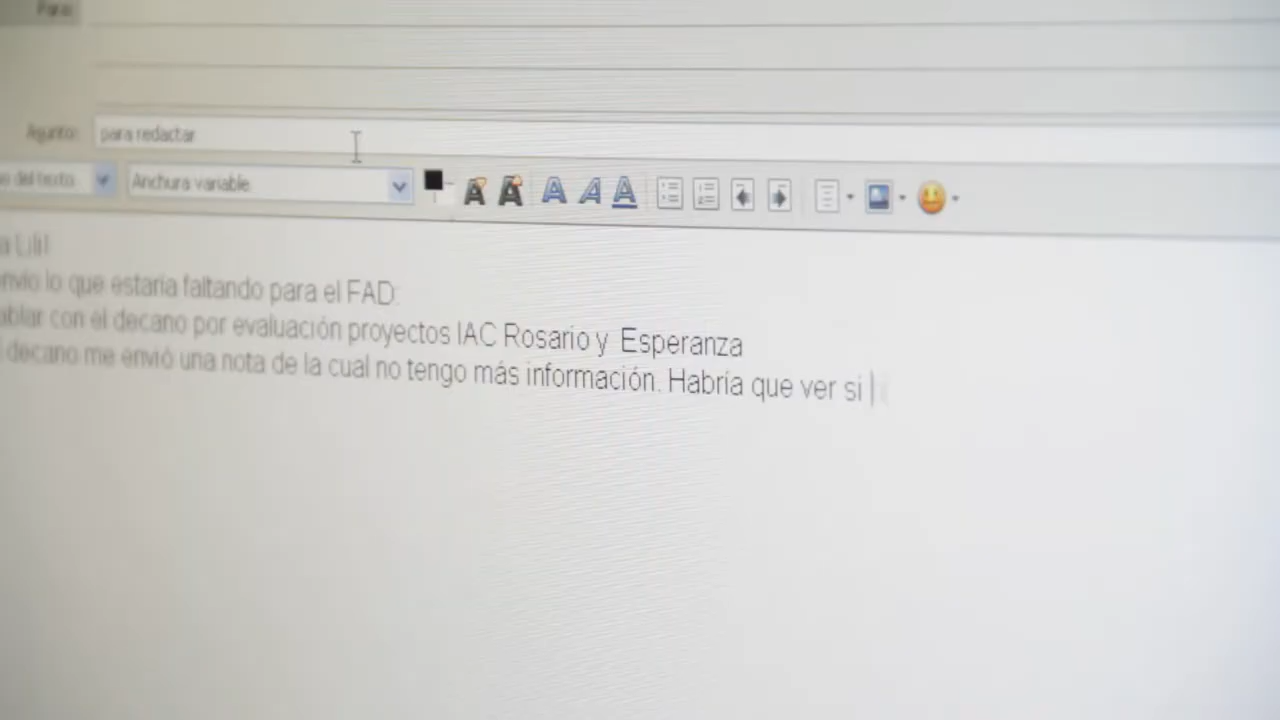 Para:
Asunto: para redactar
del texto Anchura variable
a Lili!
envío lo que estaría faltando para el FAD:
ablar con el decano por evaluación proyectos IAC Rosario y Esperanza
decano me envió una nota de la cual no tengo más información. Habría que ver si